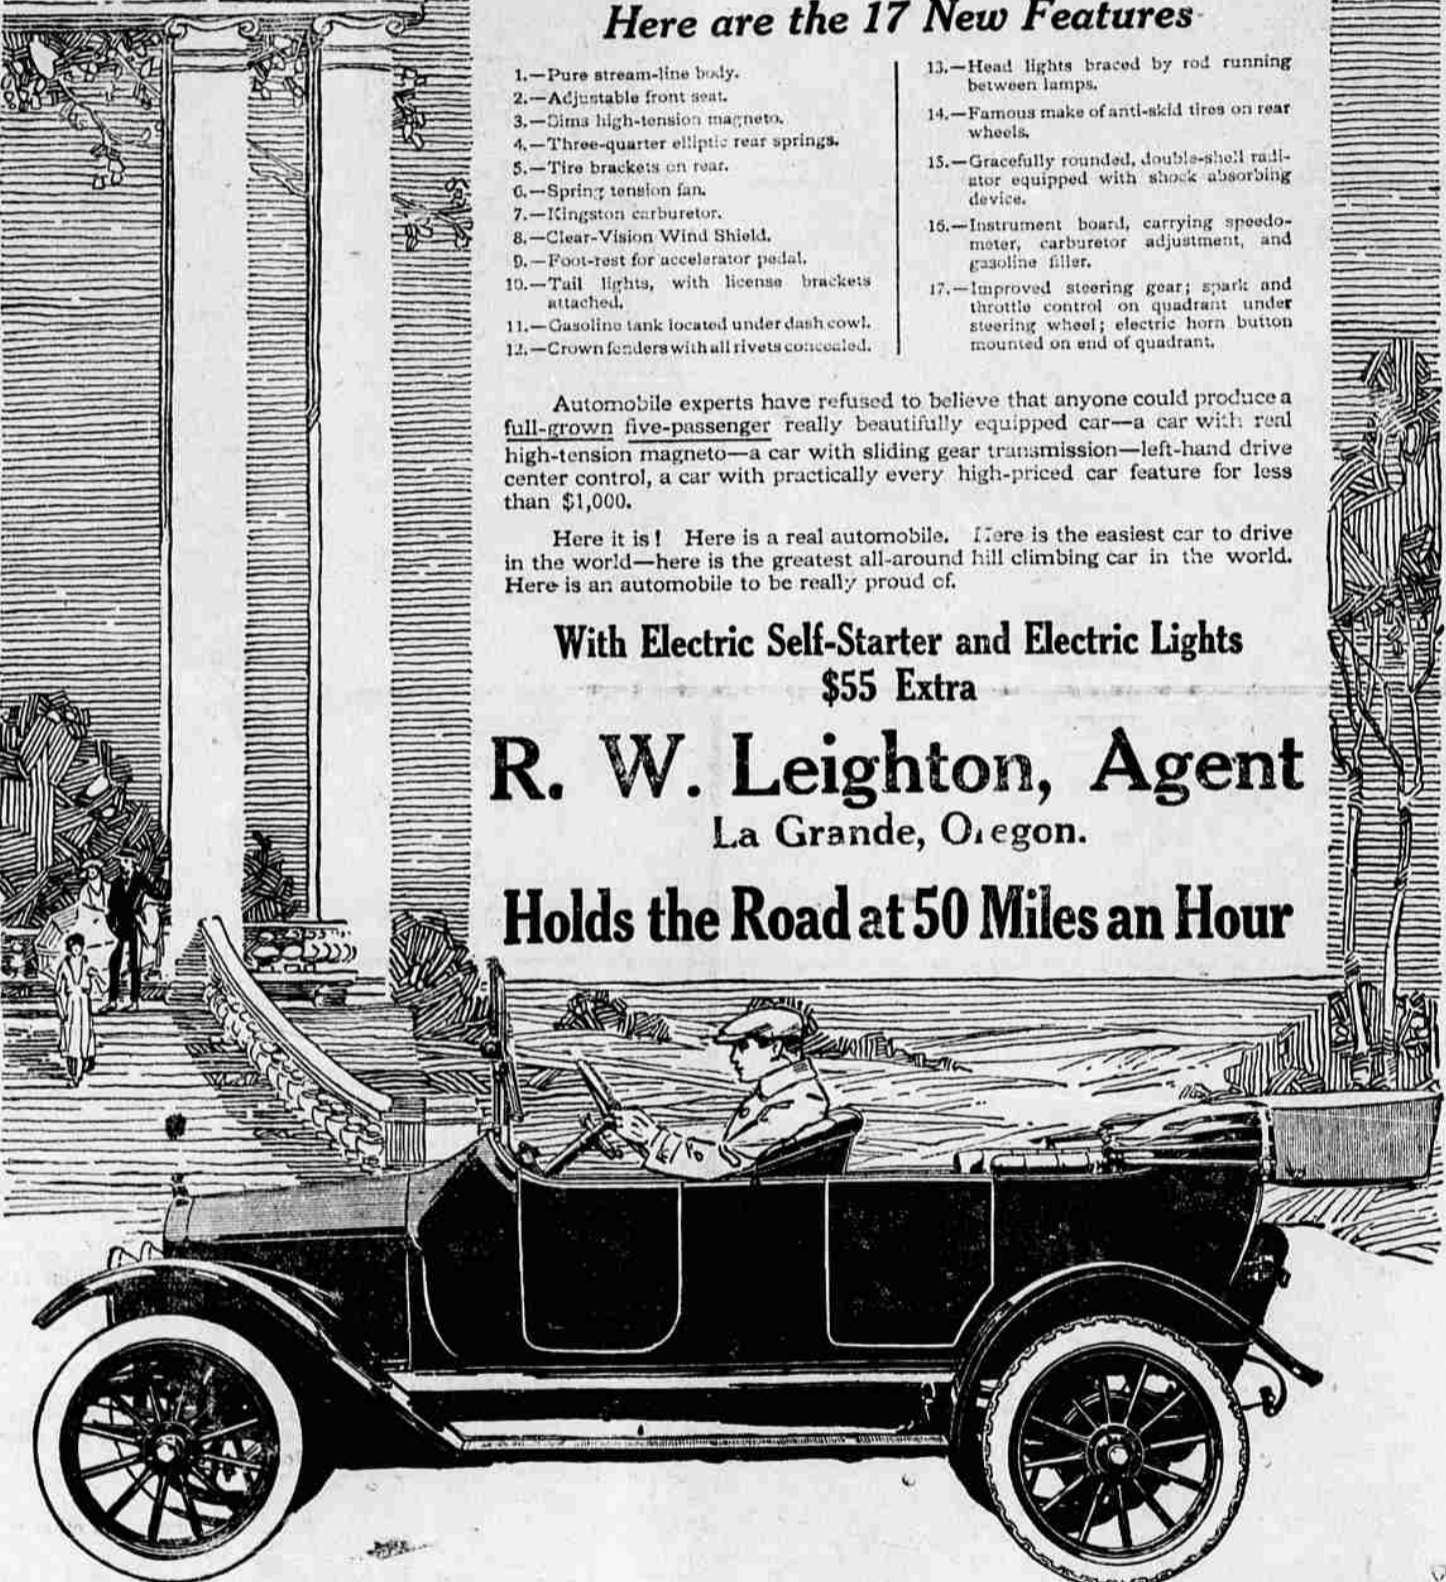 Here are the 17 New Features
1.—Pure stream-line body.
2.—Adjustable front seat.
3.—Sims high-tension magneto.
4.—Three-quarter elliptic rear springs.
5.—Tire brackets on rear.
6.—Spring tension fan.
7.—Kingston carburetor.
8.—Clear-Vision Wind Shield.
9.—Foot-rest for accelerator pedal.
10.—Tail lights, with license brackets
attached.
11.—Gasoline tank located under dash cowl.
12.—Crown fenders with all rivets concealed.
13.—Head lights braced by rod running
between lamps.
14.—Famous make of anti-skid tires on rear
wheels.
15.—Gracefully rounded, double-shell radi-
ator equipped with shock absorbing
device.
16.—Instrument board, carrying speedo-
meter, carburetor adjustment, and
gasoline filler.
17.—Improved steering gear; spark and
throttle control on quadrant under
steering wheel; electric horn button
mounted on end of quadrant.
Automobile experts have refused to believe that anyone could produce a
full-grown five-passenger really beautifully equipped car—a car with real
high-tension magneto—a car with sliding gear transmission—left-hand drive
center control, a car with practically every high-priced car feature for less
than $1,000.
Here it is! Here is a real automobile. Here is the easiest car to drive
in the world—here is the greatest all-around hill climbing car in the world.
Here is an automobile to be really proud of.
With Electric Self-Starter and Electric Lights
$55 Extra
R. W. Leighton, Agent
La Grande, Oregon.
Holds the Road at 50 Miles an Hour